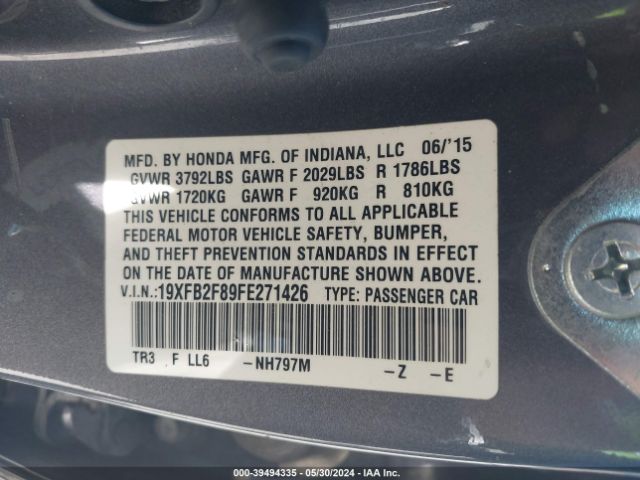 MFD. BY HONDA MFG. OF INDIANA, LLC 06/'15
GVWR 3792LBS GAWR F 2029LBS R 1786LBS
GVWR 1720KG GAWR F 920KG R 810KG
THIS VEHICLE CONFORMS TO ALL APPLICABLE
FEDERAL MOTOR VEHICLE SAFETY, BUMPER,
AND THEFT PREVENTION STANDARDS IN EFFECT
ON THE DATE OF MANUFACTURE SHOWN ABOVE.
V.I.N.:19XFB2F89FE271426 TYPE: PASSENGER CAR
TR3 F LL6 -NH797M -Z -E
000-39494335 - 05/30/2024 - IAA Inc.